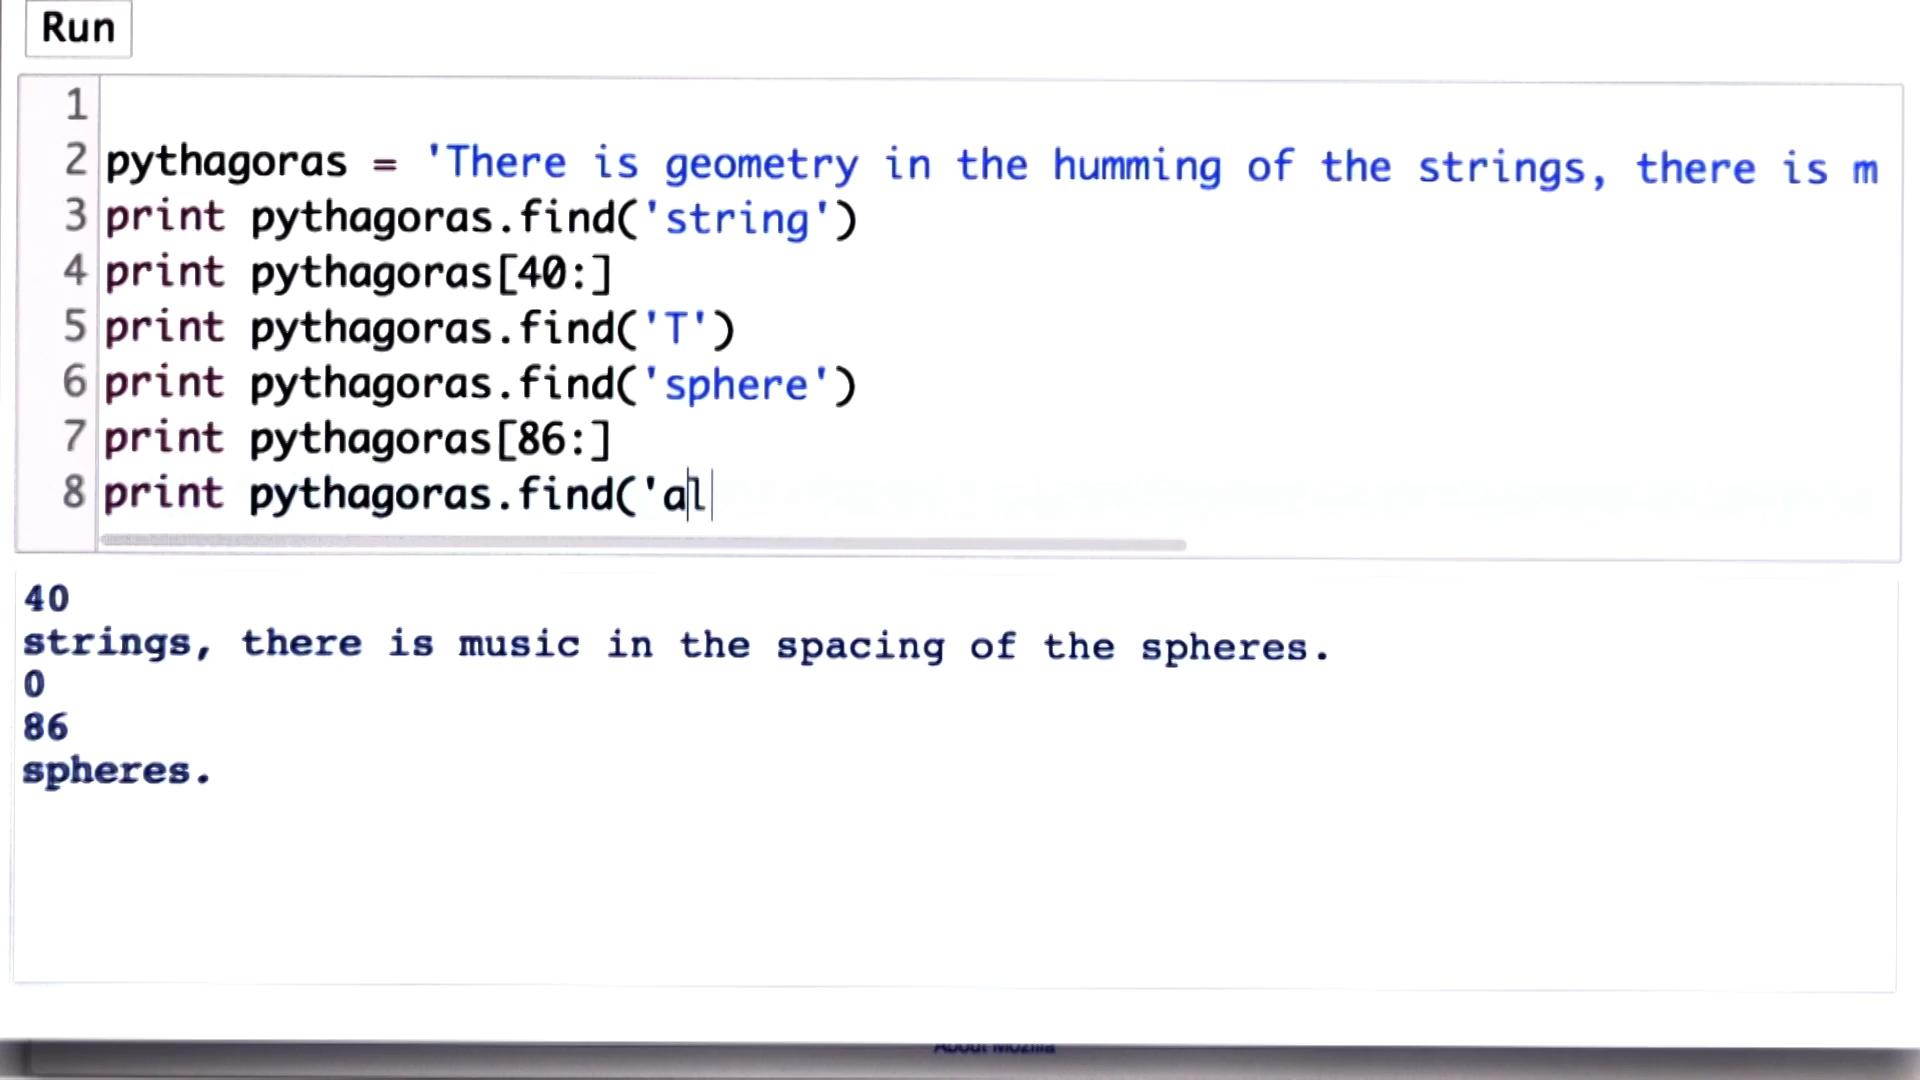 Run
1
2 pythagoras = 'There is geometry in the humming of the strings, there is m
3 print pythagoras.find('string')
4 print pythagoras[40:]
5 print pythagoras.find('T')
6 print pythagoras.find('sphere')
7 print pythagoras[86:]
8 print pythagoras.find('al
40
strings, there is music in the spacing of the spheres.
0
86
spheres.
About Mozilla